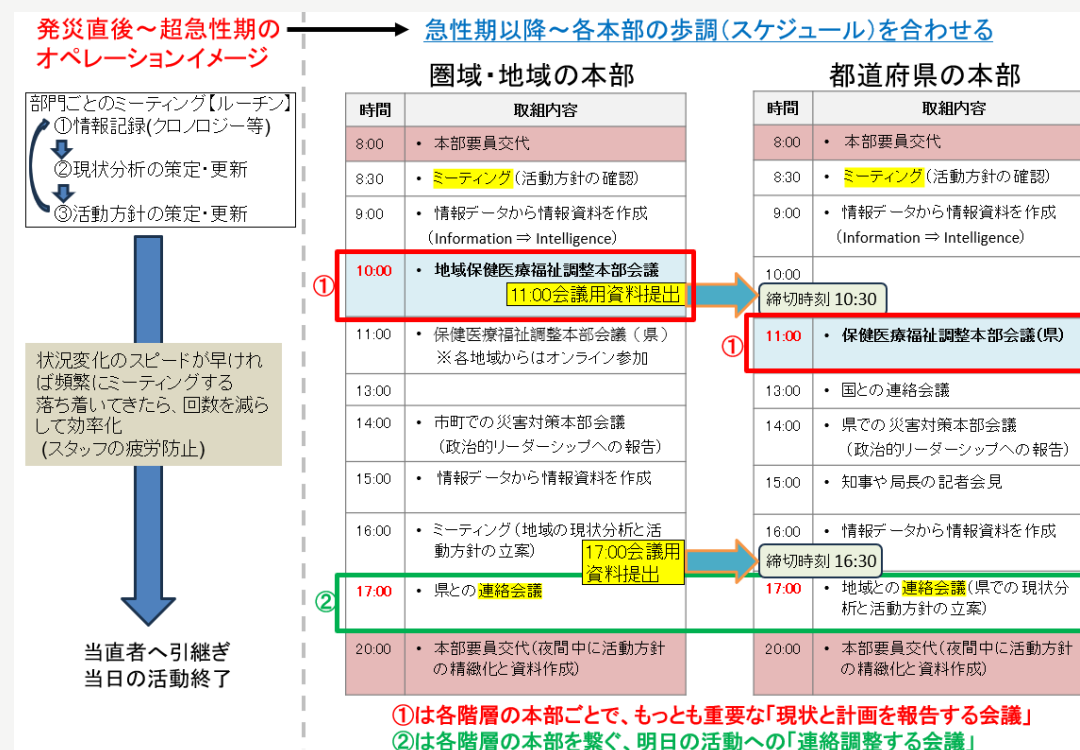 発災直後～超急性期の
オペレーションイメージ
急性期以降～各本部の歩調(スケジュール)を合わせる
部門ごとのミーティング【ルーチン】
①情報記録(クロノロジー等)
②現状分析の策定・更新
③活動方針の策定・更新
状況変化のスピードが早けれ
ば頻繁にミーティングする
落ち着いてきたら、回数を減ら
して効率化
(スタッフの疲労防止)
当直者へ引継ぎ
当日の活動終了
圏域・地域の本部
時間 取組内容
8:00 • 本部要員交代
8:30 • ミーティング(活動方針の確認)
9:00 • 情報データから情報資料を作成
(Information ⇒ Intelligence)
①
10:00 • 地域保健医療福祉調整本部会議
11:00会議用資料提出
11:00 • 保健医療福祉調整本部会議（県）
※各地域からはオンライン参加
13:00
14:00 • 市町での災害対策本部会議
(政治的リーダーシップへの報告)
15:00 • 情報データから情報資料を作成
16:00 • ミーティング(地域の現状分析と活
動方針の立案)
17:00会議用
資料提出
②
17:00 • 県との連絡会議
20:00 • 本部要員交代(夜間中に活動方針
の精緻化と資料作成)
都道府県の本部
時間 取組内容
8:00 • 本部要員交代
8:30 • ミーティング(活動方針の確認)
9:00 • 情報データから情報資料を作成
(Information ⇒ Intelligence)
10:00
締切時刻 10:30
①
11:00 • 保健医療福祉調整本部会議(県)
13:00 • 国との連絡会議
14:00 • 県での災害対策本部会議
(政治的リーダーシップへの報告)
15:00 • 知事や局長の記者会見
16:00 • 情報データから情報資料を作成
締切時刻 16:30
17:00 • 地域との連絡会議(県での現状分
析と活動方針の立案)
20:00 • 本部要員交代(夜間中に活動方針
の精緻化と資料作成)
①は各階層の本部ごとで、もっとも重要な「現状と計画を報告する会議」
②は各階層の本部を繋ぐ、明日の活動への「連絡調整する会議」